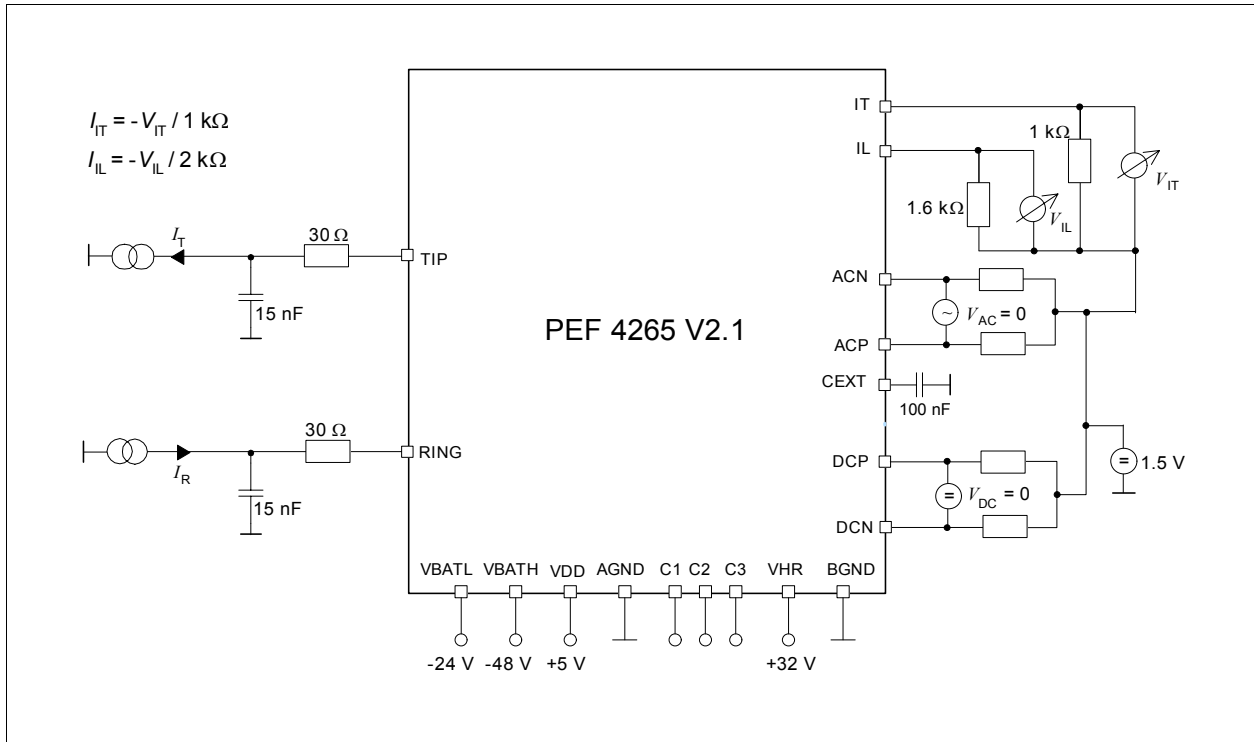 I_IT = - V_IT / 1 kΩ
I_IL = - V_IL / 2 kΩ
IT
1 kΩ
IL
V_IT
1.6 kΩ
V_IL
30 Ω
I_T
TIP
15 nF
ACN
V_AC = 0
ACP
PEF 4265 V2.1
CEXT
100 nF
30 Ω
I_R
RING
15 nF
DCP
=
1.5 V
=
V_DC = 0
DCN
VBATL VBATH VDD AGND C1 C2 C3 VHR BGND
-24 V -48 V +5 V +32 V